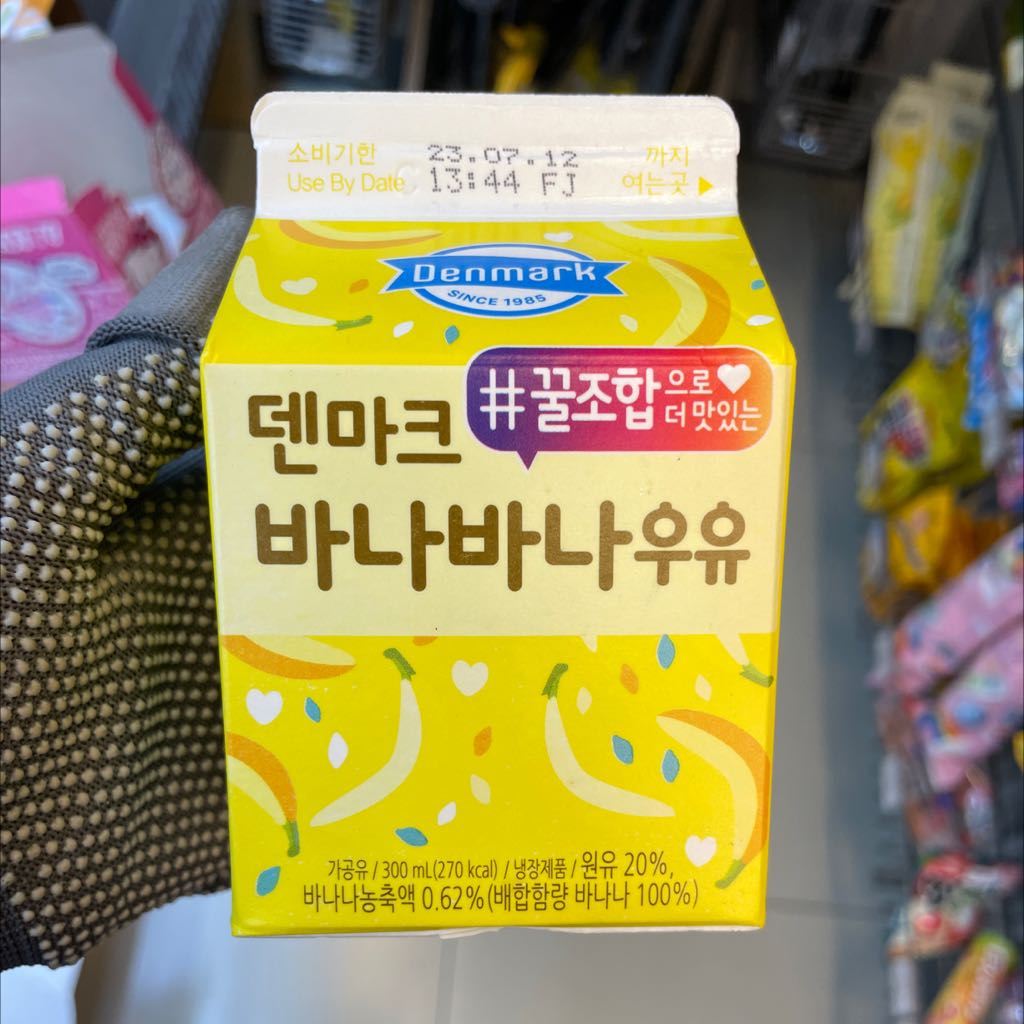 소비기한 23.07.12 까지
Use By Date 13:44 FJ 여는곳 ▶
Denmark
SINCE 1985
#꿀조합으로 더 맛있는
덴마크
바나바나우유
가공유 / 300 mL(270 kcal) / 냉장제품 / 원유 20%,
바나나농축액 0.62% (배합함량 바나나 100%)